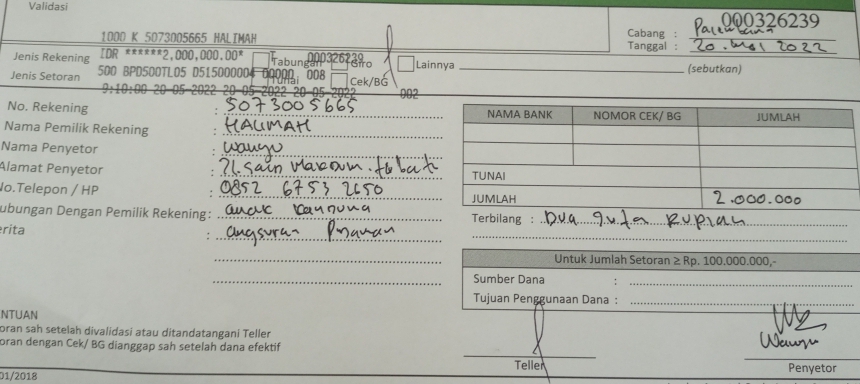 Validasi
000326239
1000 K 5073005665 HALIMAH
Cabang :
Tanggal : 20. Mei 2022
IDR ******2,000,000.00* 000326239
Jenis Rekening Tabungan Giro Lainnya (sebutkan)
500 BPD500TL05 D515000004 00000 008
Jenis Setoran Tunai Cek/BG
9:10:00 20-05-2022 20-05-2022 20-05-2022 002
No. Rekening : 5073005665
Nama Pemilik Rekening : HALIMAH
Nama Penyetor : Wahyu
Alamat Penyetor :
No.Telepon / HP : 0852 6753 2650
ubungan Dengan Pemilik Rekening: anak kandung
erita : angsuran
NAMA BANK NOMOR CEK/ BG JUMLAH
TUNAI
JUMLAH 2.000.000
Terbilang : Dua Juta Rupiah
Untuk Jumlah Setoran ≥ Rp. 100.000.000,-
Sumber Dana :
Tujuan Penggunaan Dana :
NTUAN
oran sah setelah divalidasi atau ditandatangani Teller
oran dengan Cek/ BG dianggap sah setelah dana efektif
Wahyu
Teller Penyetor
01/2018